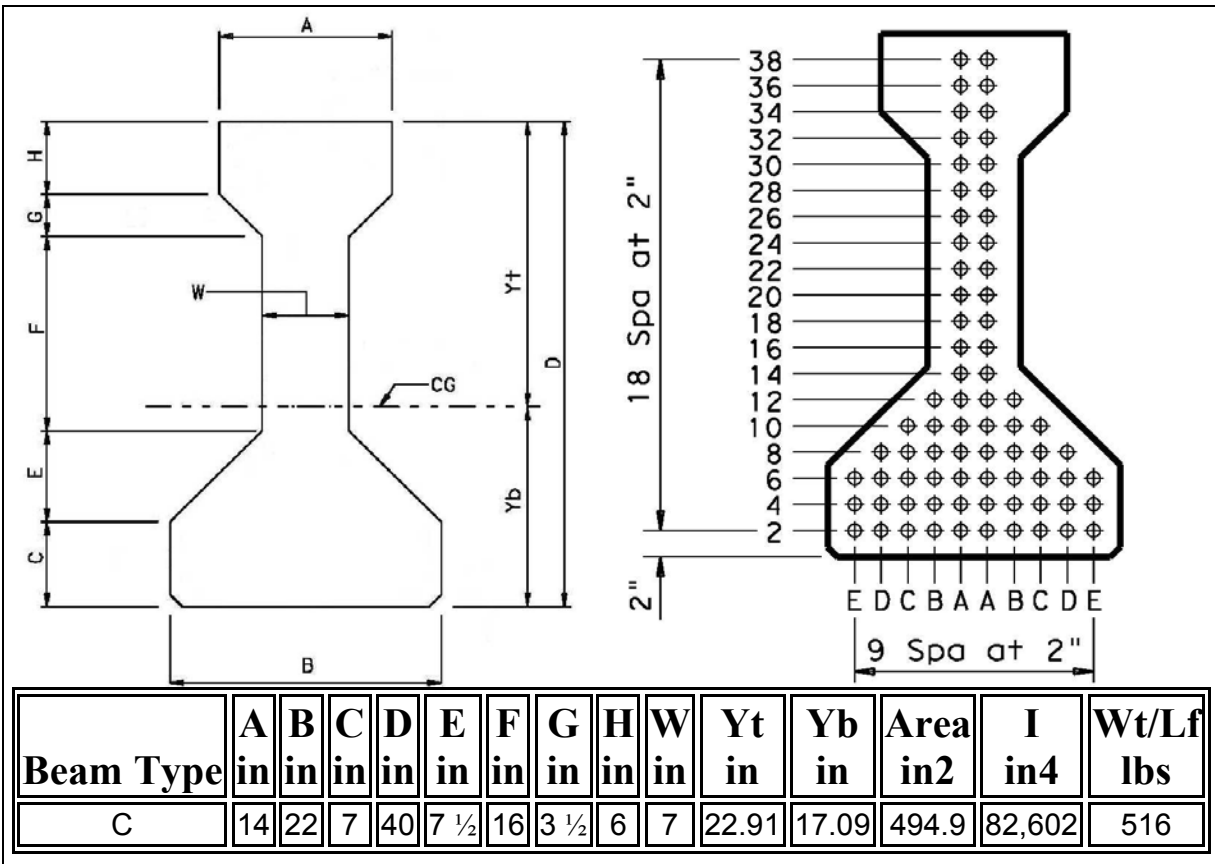 A
H
G
F
E
C
W
CG
Yt
Yb
D
B
38
36
34
32
30
28
26
24
22
20
18
16
14
12
10
8
6
4
2
18 Spa at 2"
2"
E D C B A A B C D E
9 Spa at 2"
Beam Type A in B in C in D in E in F in G in H in W in Yt in Yb in Area in2 I in4 Wt/Lf lbs
C 14 22 7 40 7 ½ 16 3 ½ 6 7 22.91 17.09 494.9 82,602 516